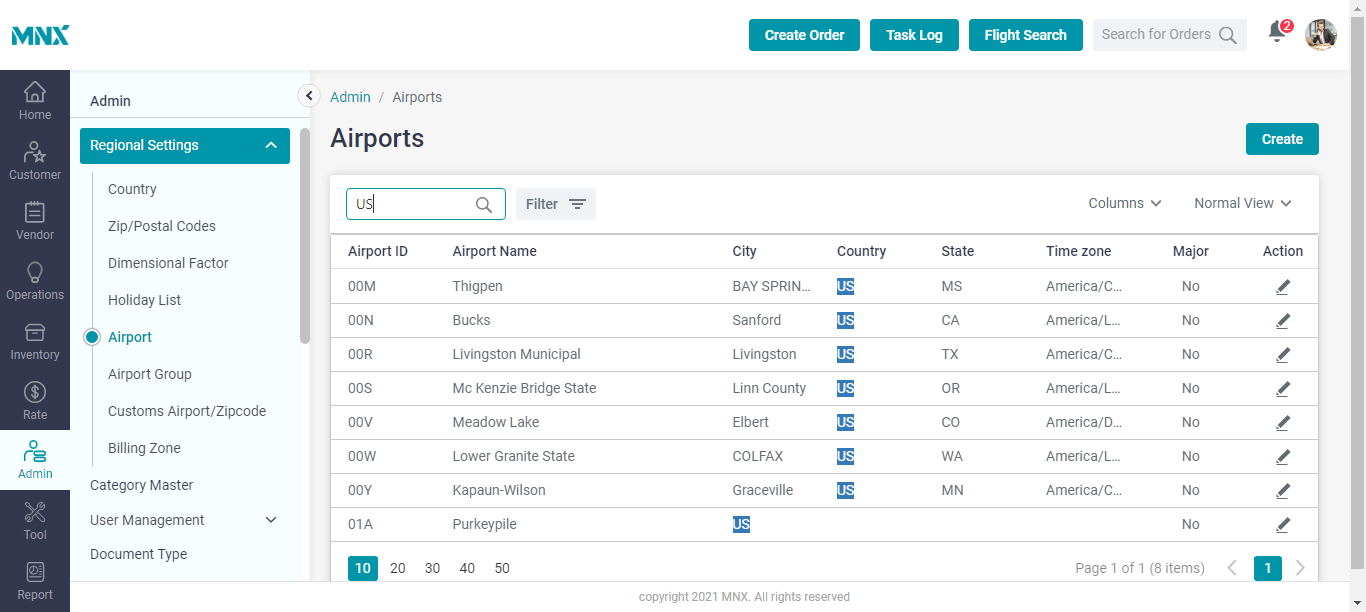 MNX
Create Order
Task Log
Flight Search
Search for Orders
2
Home
Customer
Vendor
Operations
Inventory
Rate
Admin
Tool
Report
Admin
Regional Settings
Country
Zip/Postal Codes
Dimensional Factor
Holiday List
Airport
Airport Group
Customs Airport/Zipcode
Billing Zone
Category Master
User Management
Document Type
Admin / Airports
Airports
Create
US
Filter
Columns
Normal View
Airport ID Airport Name City Country State Time zone Major Action
00M Thigpen BAY SPRIN... US MS America/C... No
00N Bucks Sanford US CA America/L... No
00R Livingston Municipal Livingston US TX America/C... No
00S Mc Kenzie Bridge State Linn County US OR America/L... No
00V Meadow Lake Elbert US CO America/D... No
00W Lower Granite State COLFAX US WA America/L... No
00Y Kapaun-Wilson Graceville US MN America/C... No
01A Purkeypile US No
10 20 30 40 50
Page 1 of 1 (8 items)
1
copyright 2021 MNX. All rights reserved